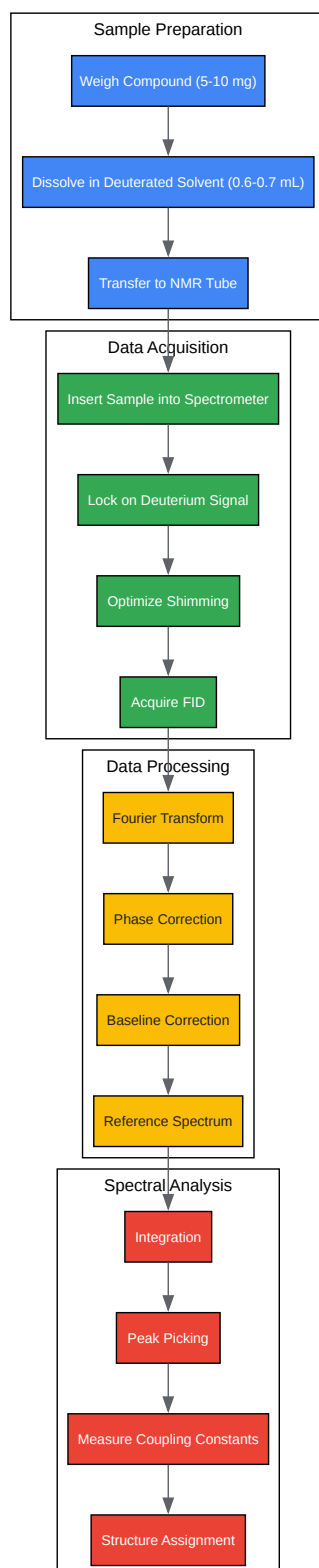 Sample Preparation
Weigh Compound (5-10 mg)
Dissolve in Deuterated Solvent (0.6-0.7 mL)
Transfer to NMR Tube
Data Acquisition
Insert Sample into Spectrometer
Lock on Deuterium Signal
Optimize Shimming
Acquire FID
Data Processing
Fourier Transform
Phase Correction
Baseline Correction
Reference Spectrum
Spectral Analysis
Integration
Peak Picking
Measure Coupling Constants
Structure Assignment